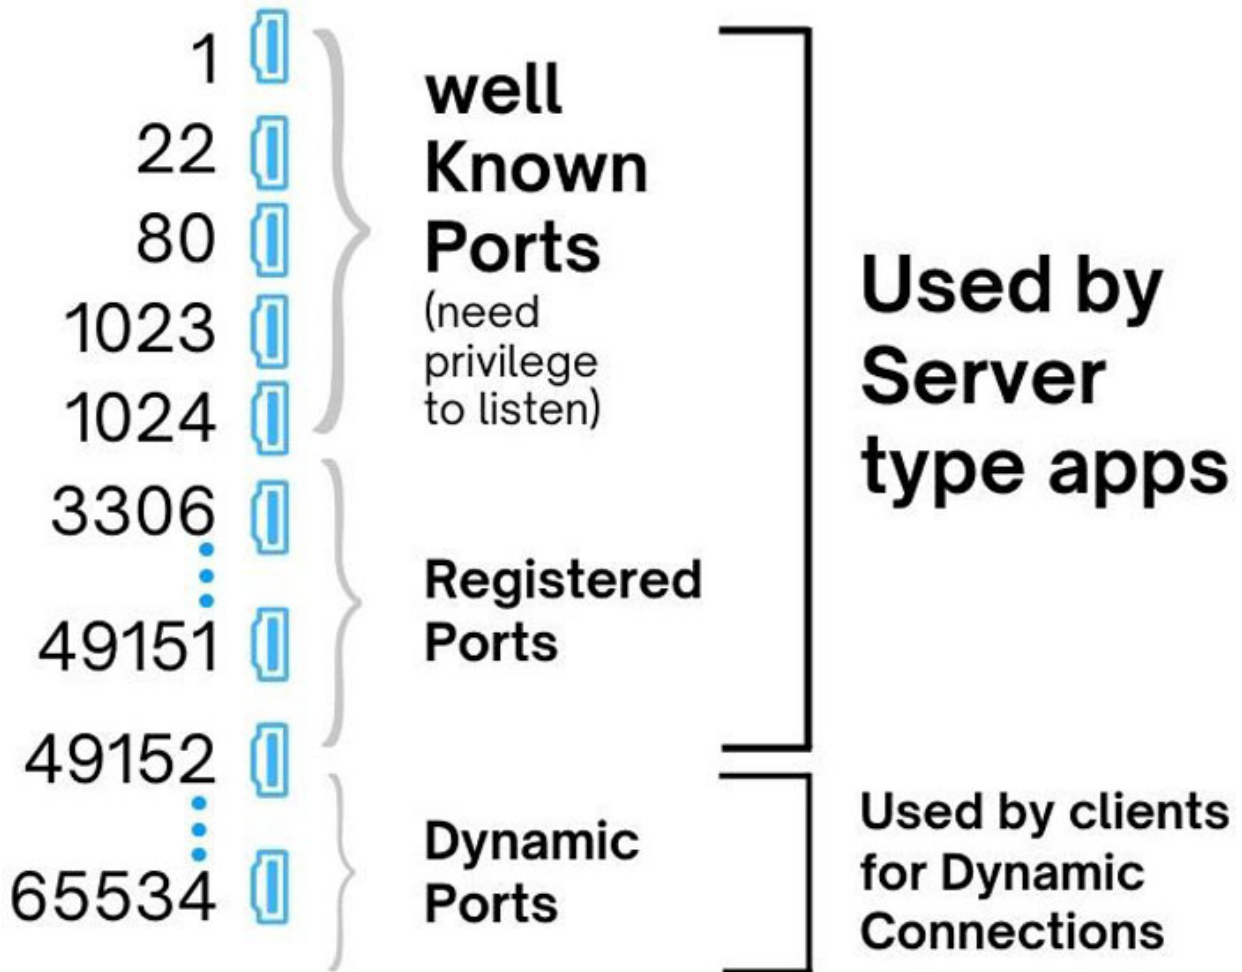 1
22
80
1023
1024
3306
49151
49152
65534
well
Known
Ports
(need
privilege
to listen)
Registered
Ports
Dynamic
Ports
Used by
Server
type apps
Used by clients
for Dynamic
Connections